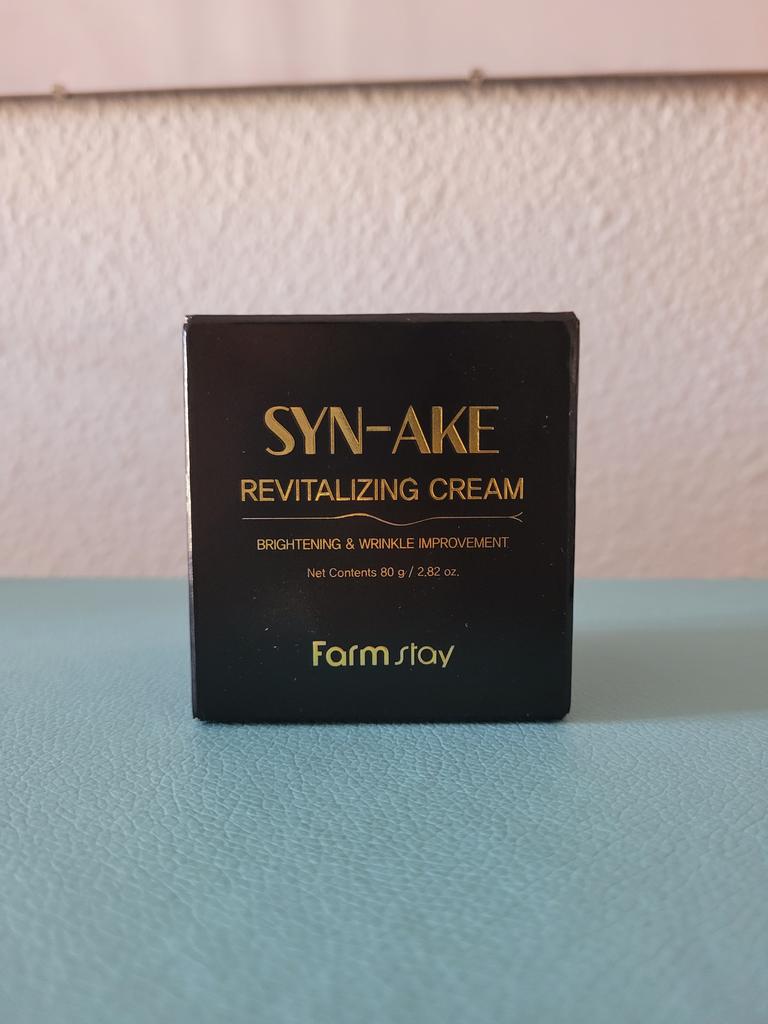 SYN-AKE
REVITALIZING CREAM
BRIGHTENING & WRINKLE IMPROVEMENT
Net Contents 80 g / 2.82 oz.
Farm stay